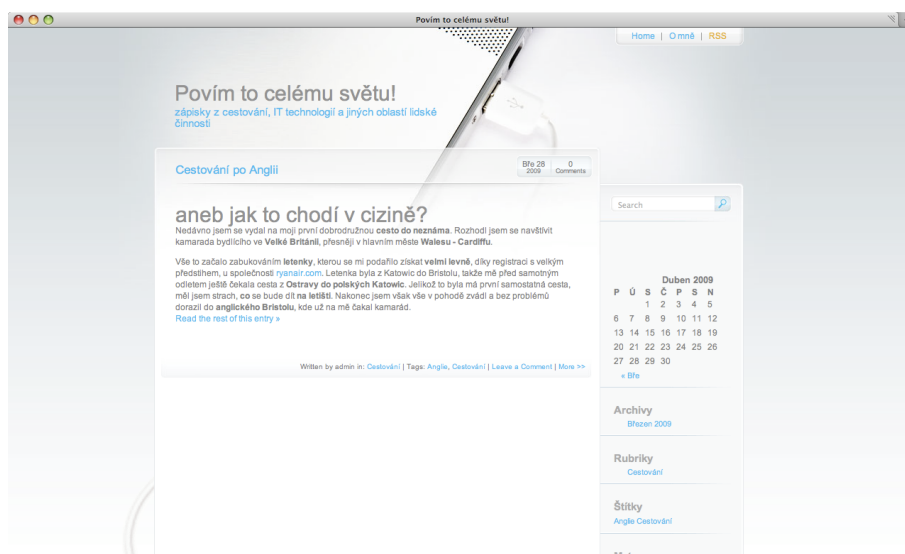 Povím to celému světu!
Home | O mně | RSS
Povím to celému světu!
zápisky z cestování, IT technologií a jiných oblastí lidské
činnosti
Cestování po Anglii
Bře 28
2009
0
Comments
aneb jak to chodí v cizině?
Nedávno jsem se vydal na moji první dobrodružnou cesto do neznáma. Rozhodl jsem se navštívit
kamaráda bydlícího ve Velké Británii, přesněji v hlavním měste Walesu - Cardiffu.
Vše to začalo zabukováním letenky, kterou se mi podařilo získat velmi levně, díky registraci s velkým
předstihem, u společnosti ryanair.com. Letenka byla z Katowic do Bristolu, takže mě před samotným
odletem ještě čekala cesta z Ostravy do polských Katowic. Jelikož to byla má první samostatná cesta,
měl jsem strach, co se bude dít na letišti. Nakonec jsem však vše v pohodě zvádl a bez problémů
dorazil do anglického Bristolu, kde už na mě čakal kamarád.
Read the rest of this entry »
Written by admin in: Cestování | Tags: Anglie, Cestování | Leave a Comment | More >>
Search
Duben 2009
P Ú S Č P S N
1 2 3 4 5
6 7 8 9 10 11 12
13 14 15 16 17 18 19
20 21 22 23 24 25 26
27 28 29 30
« Bře
Archivy
Březen 2009
Rubriky
Cestování
Štítky
Anglie Cestování